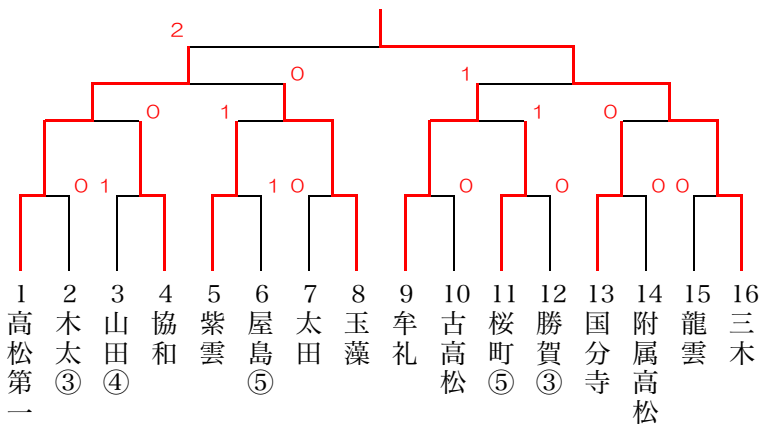 2
0
1
0
1
1
0
0
1
1
0
0
0
0
0
1
高松第一
2
木太③
3
山田④
4
協和
5
紫雲
6
屋島⑤
7
太田
8
玉藻
9
牟礼
10
古高松
11
桜町⑤
12
勝賀③
13
国分寺
14
附属高松
15
龍雲
16
三木